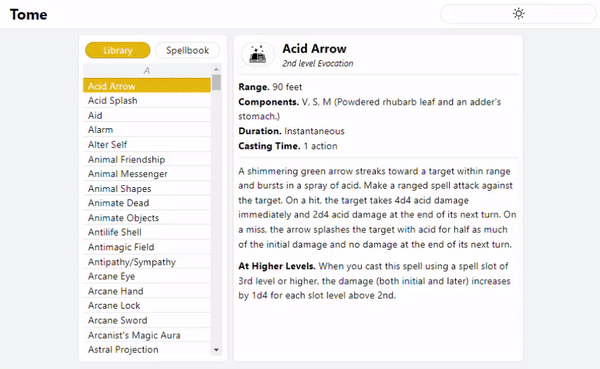 Tome
Library
Spellbook
A
Acid Arrow
Acid Splash
Aid
Alarm
Alter Self
Animal Friendship
Animal Messenger
Animal Shapes
Animate Dead
Animate Objects
Antilife Shell
Antimagic Field
Antipathy/Sympathy
Arcane Eye
Arcane Hand
Arcane Lock
Arcane Sword
Arcanist's Magic Aura
Astral Projection
Acid Arrow
2nd level Evocation
Range. 90 feet
Components. V, S, M (Powdered rhubarb leaf and an adder's
stomach.)
Duration. Instantaneous
Casting Time. 1 action
A shimmering green arrow streaks toward a target within range
and bursts in a spray of acid. Make a ranged spell attack against
the target. On a hit, the target takes 4d4 acid damage
immediately and 2d4 acid damage at the end of its next turn. On
a miss, the arrow splashes the target with acid for half as much
of the initial damage and no damage at the end of its next turn.
At Higher Levels. When you cast this spell using a spell slot of
3rd level or higher, the damage (both initial and later) increases
by 1d4 for each slot level above 2nd.